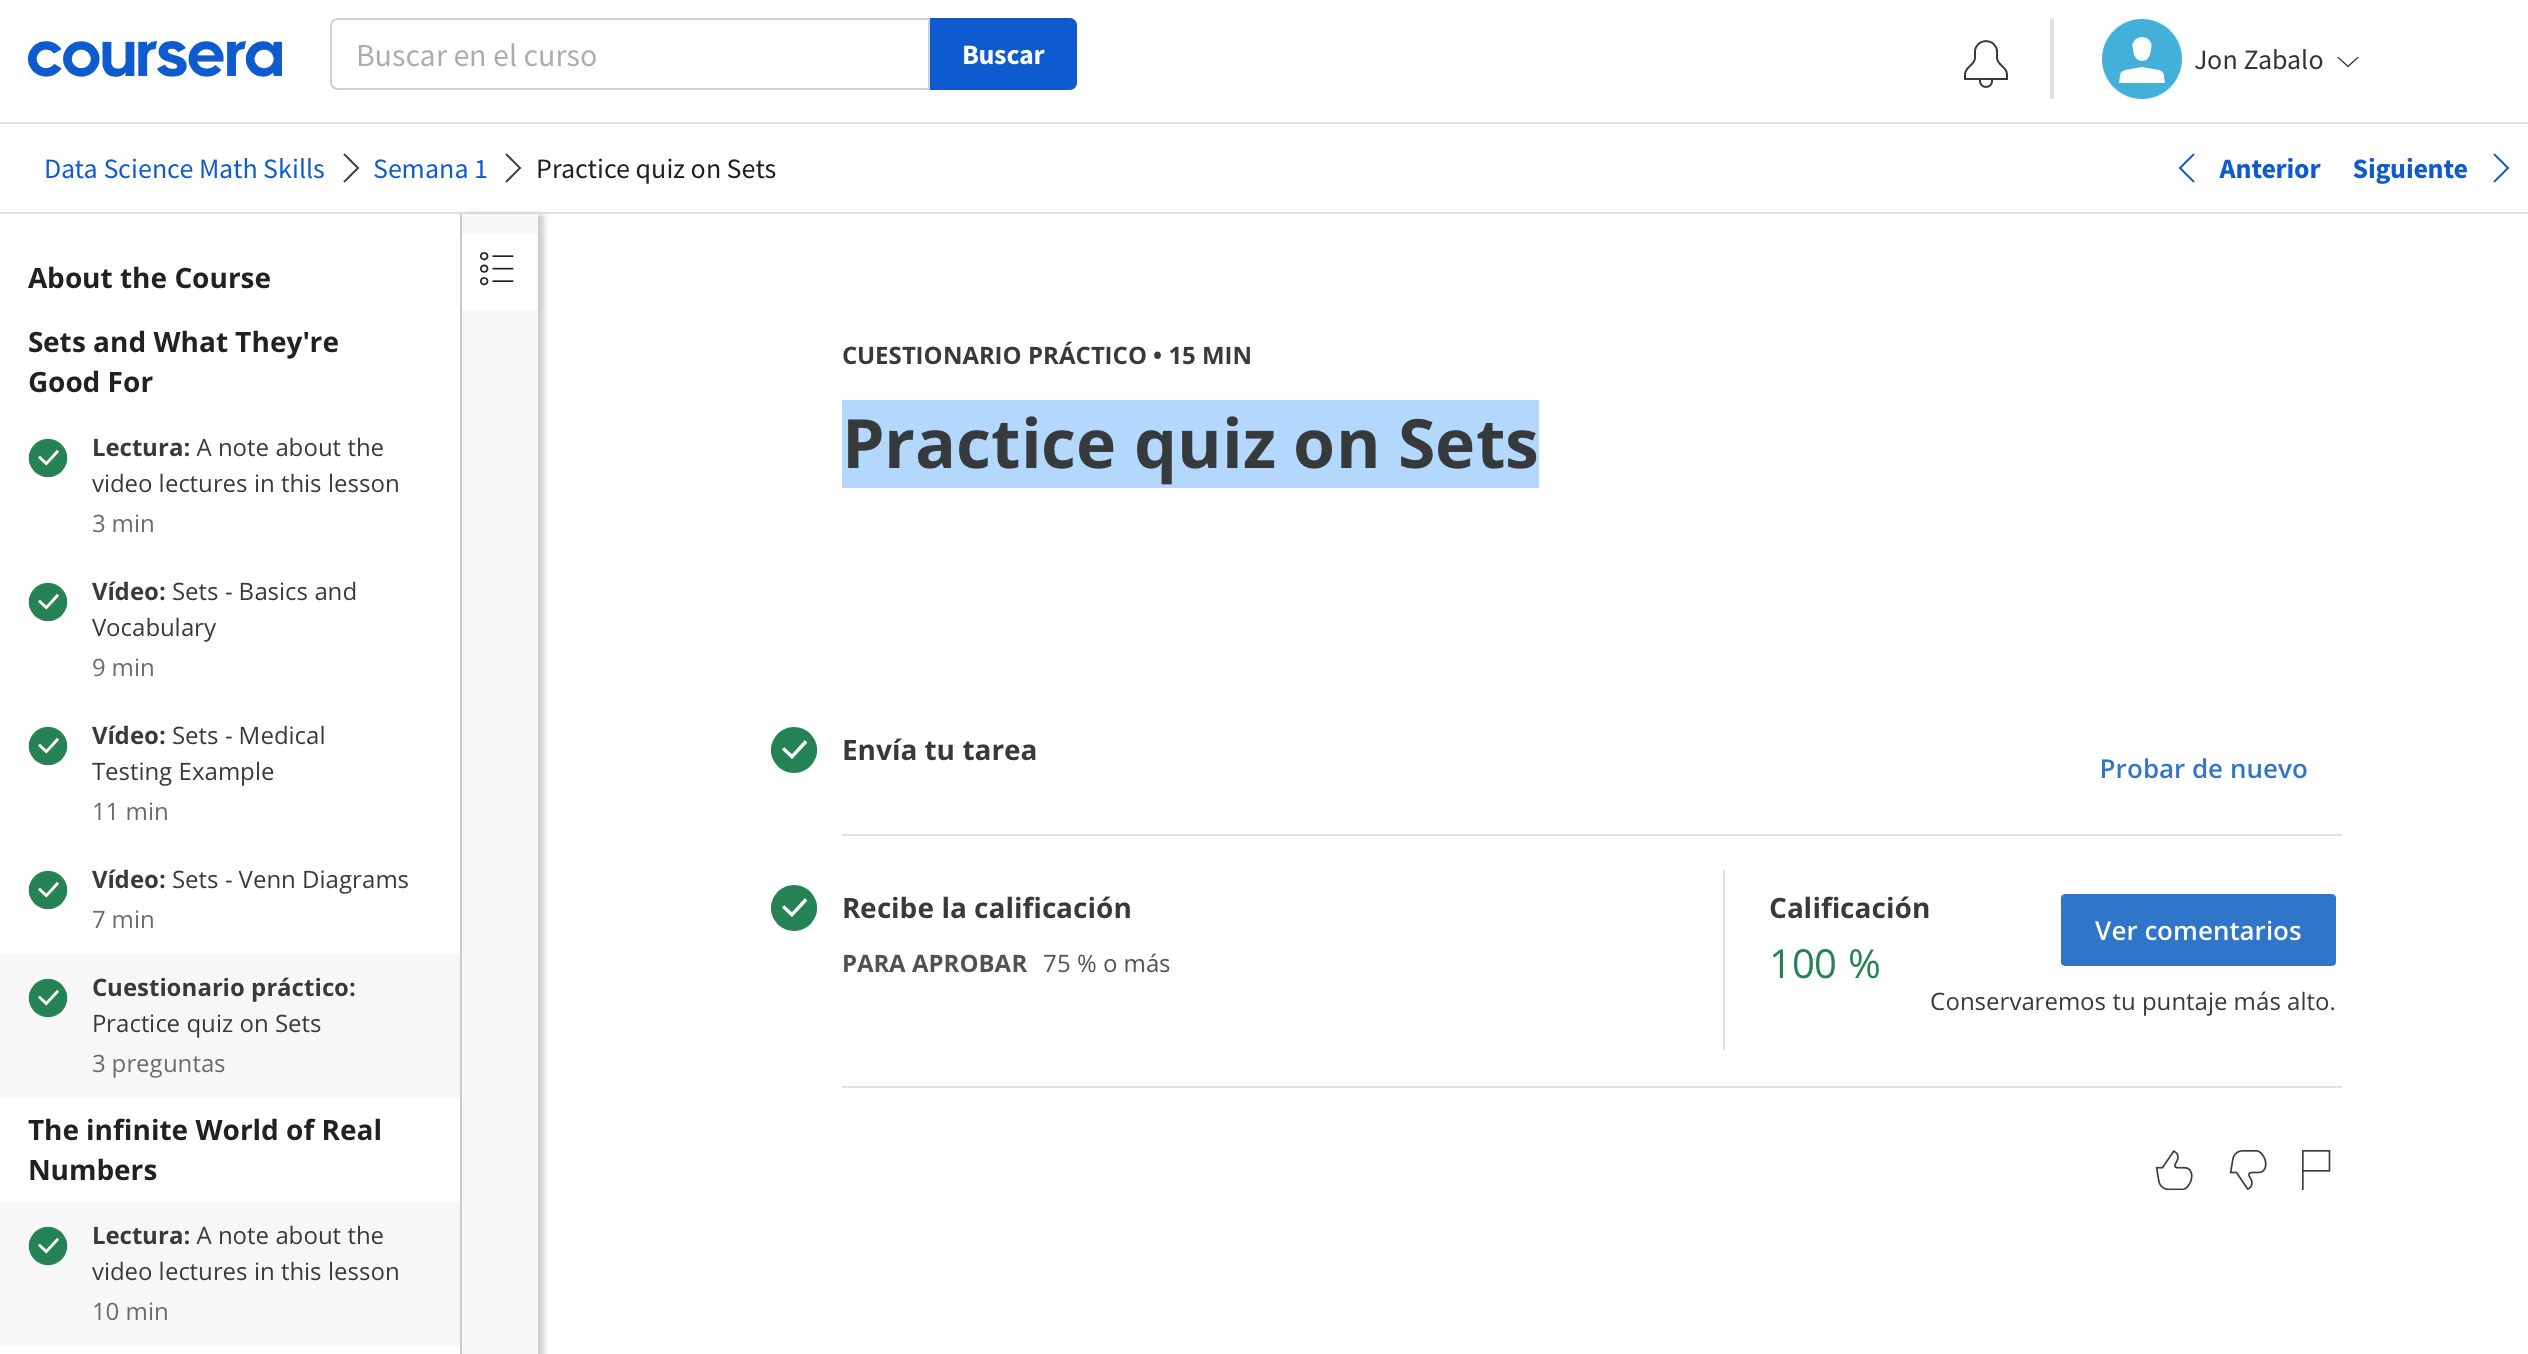 coursera
Buscar en el curso
Buscar
Jon Zabalo
Data Science Math Skills
Semana 1
Practice quiz on Sets
Anterior
Siguiente
About the Course
Sets and What They're
Good For
Lectura: A note about the
video lectures in this lesson
3 min
Vídeo: Sets - Basics and
Vocabulary
9 min
Vídeo: Sets - Medical
Testing Example
11 min
Vídeo: Sets - Venn Diagrams
7 min
Cuestionario práctico:
Practice quiz on Sets
3 preguntas
The infinite World of Real
Numbers
Lectura: A note about the
video lectures in this lesson
10 min
CUESTIONARIO PRÁCTICO • 15 MIN
Practice quiz on Sets
Envía tu tarea
Probar de nuevo
Recibe la calificación
PARA APROBAR 75 % o más
Calificación
100 %
Ver comentarios
Conservaremos tu puntaje más alto.